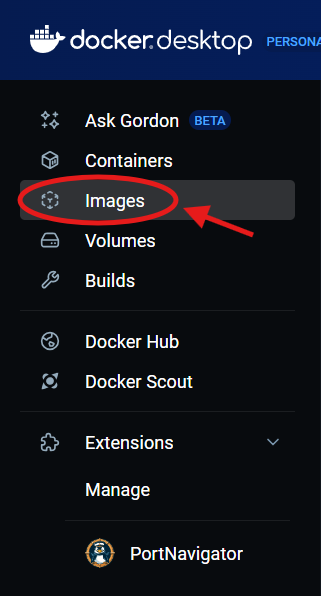 docker.desktop PERSONA
Ask Gordon BETA
Containers
Images
Volumes
Builds
Docker Hub
Docker Scout
Extensions
Manage
PortNavigator